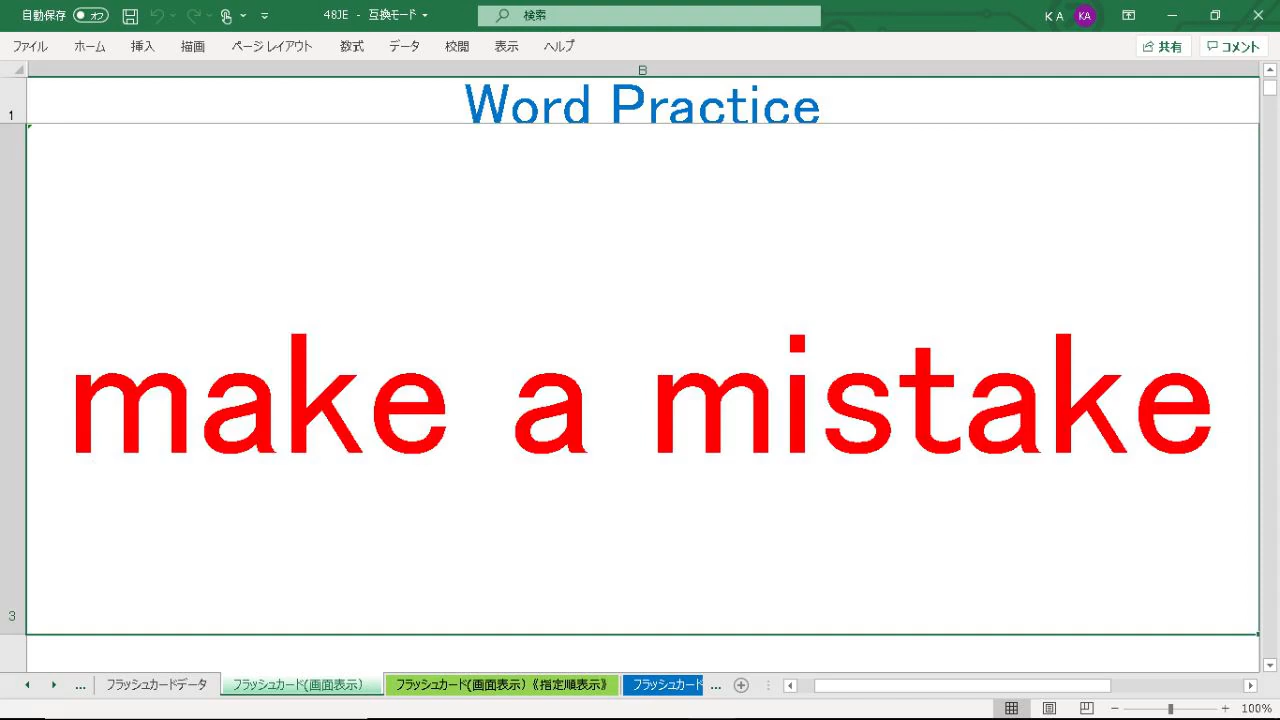 自動保存 オフ 48JE - 互換モード 検索 K A KA
ファイル ホーム 挿入 描画 ページ レイアウト 数式 データ 校閲 表示 ヘルプ 共有 コメント
B
1 Word Practice
make a mistake
3
... フラッシュカードデータ フラッシュカード(画面表示) フラッシュカード(画面表示)《指定順表示》 フラッシュカード ...
100%